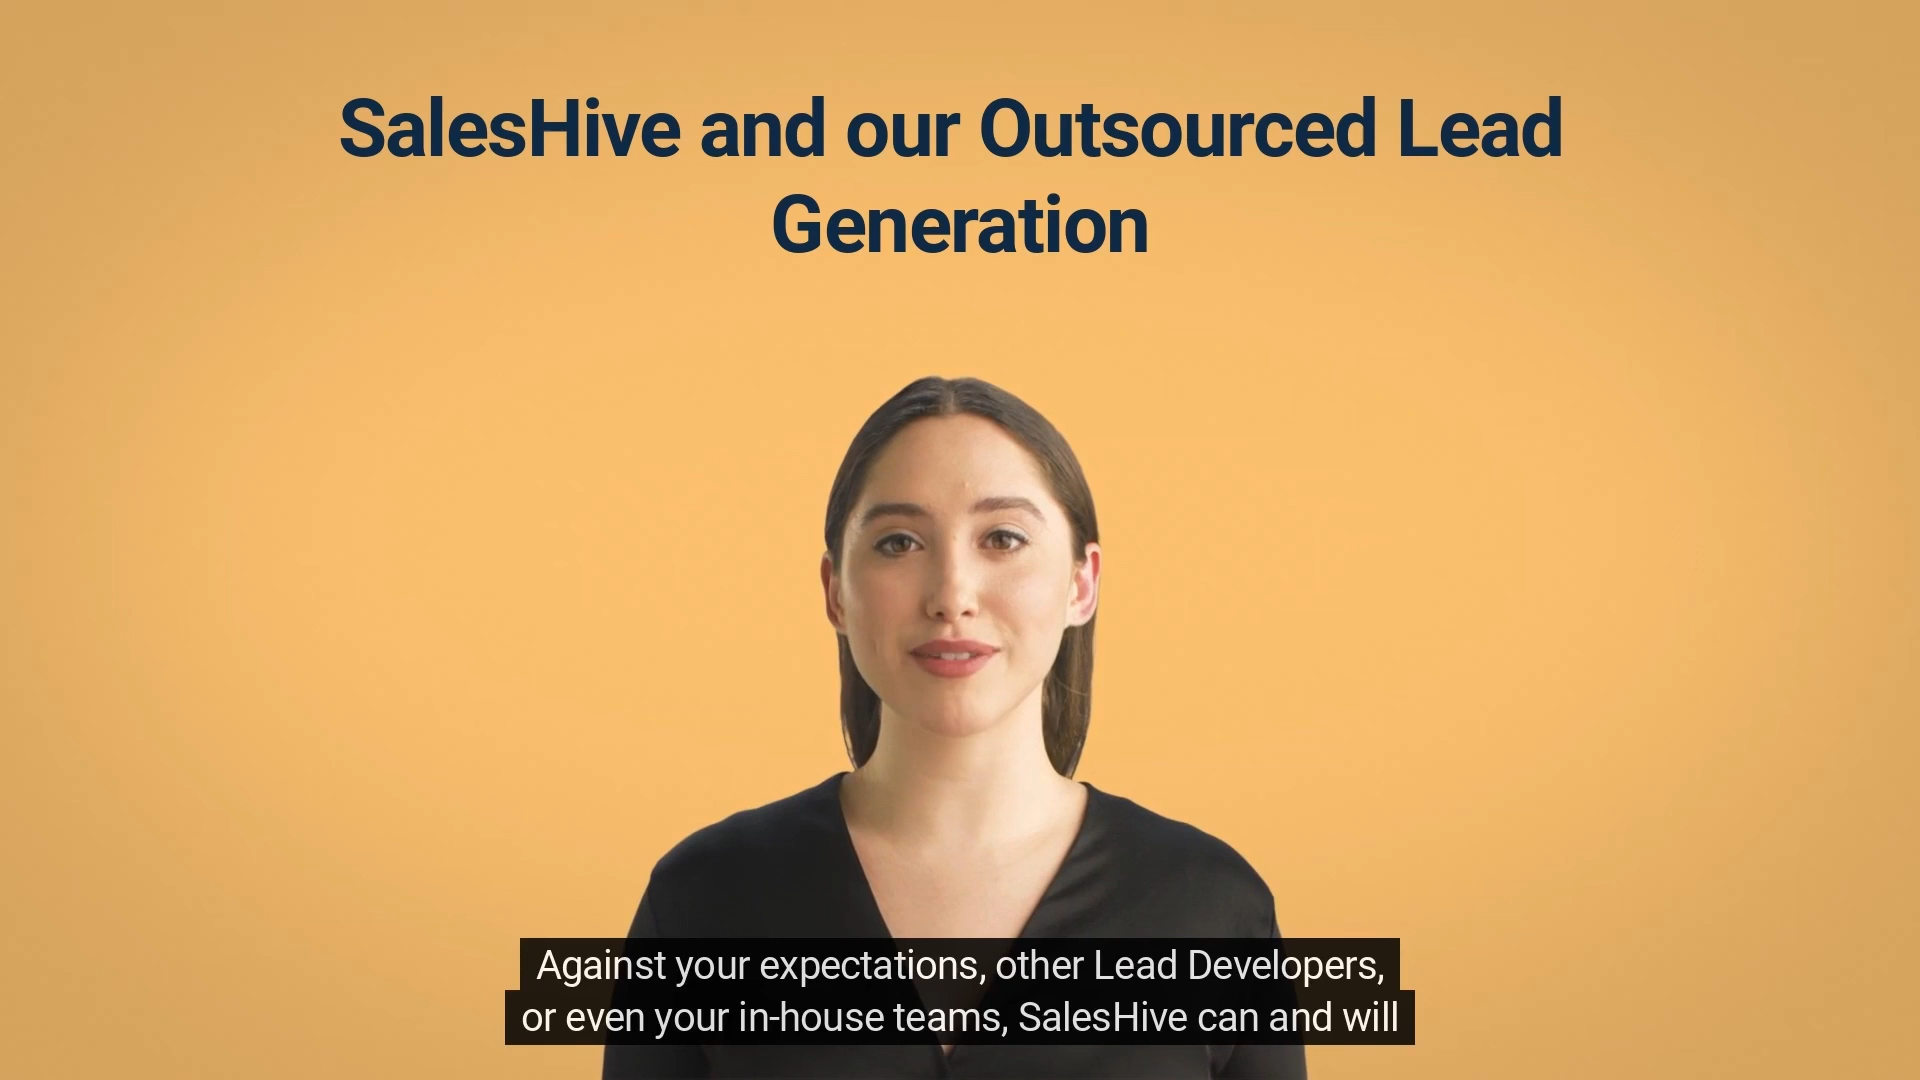 SalesHive and our Outsourced Lead
Generation
Against your expectations, other Lead Developers,
or even your in-house teams, SalesHive can and will